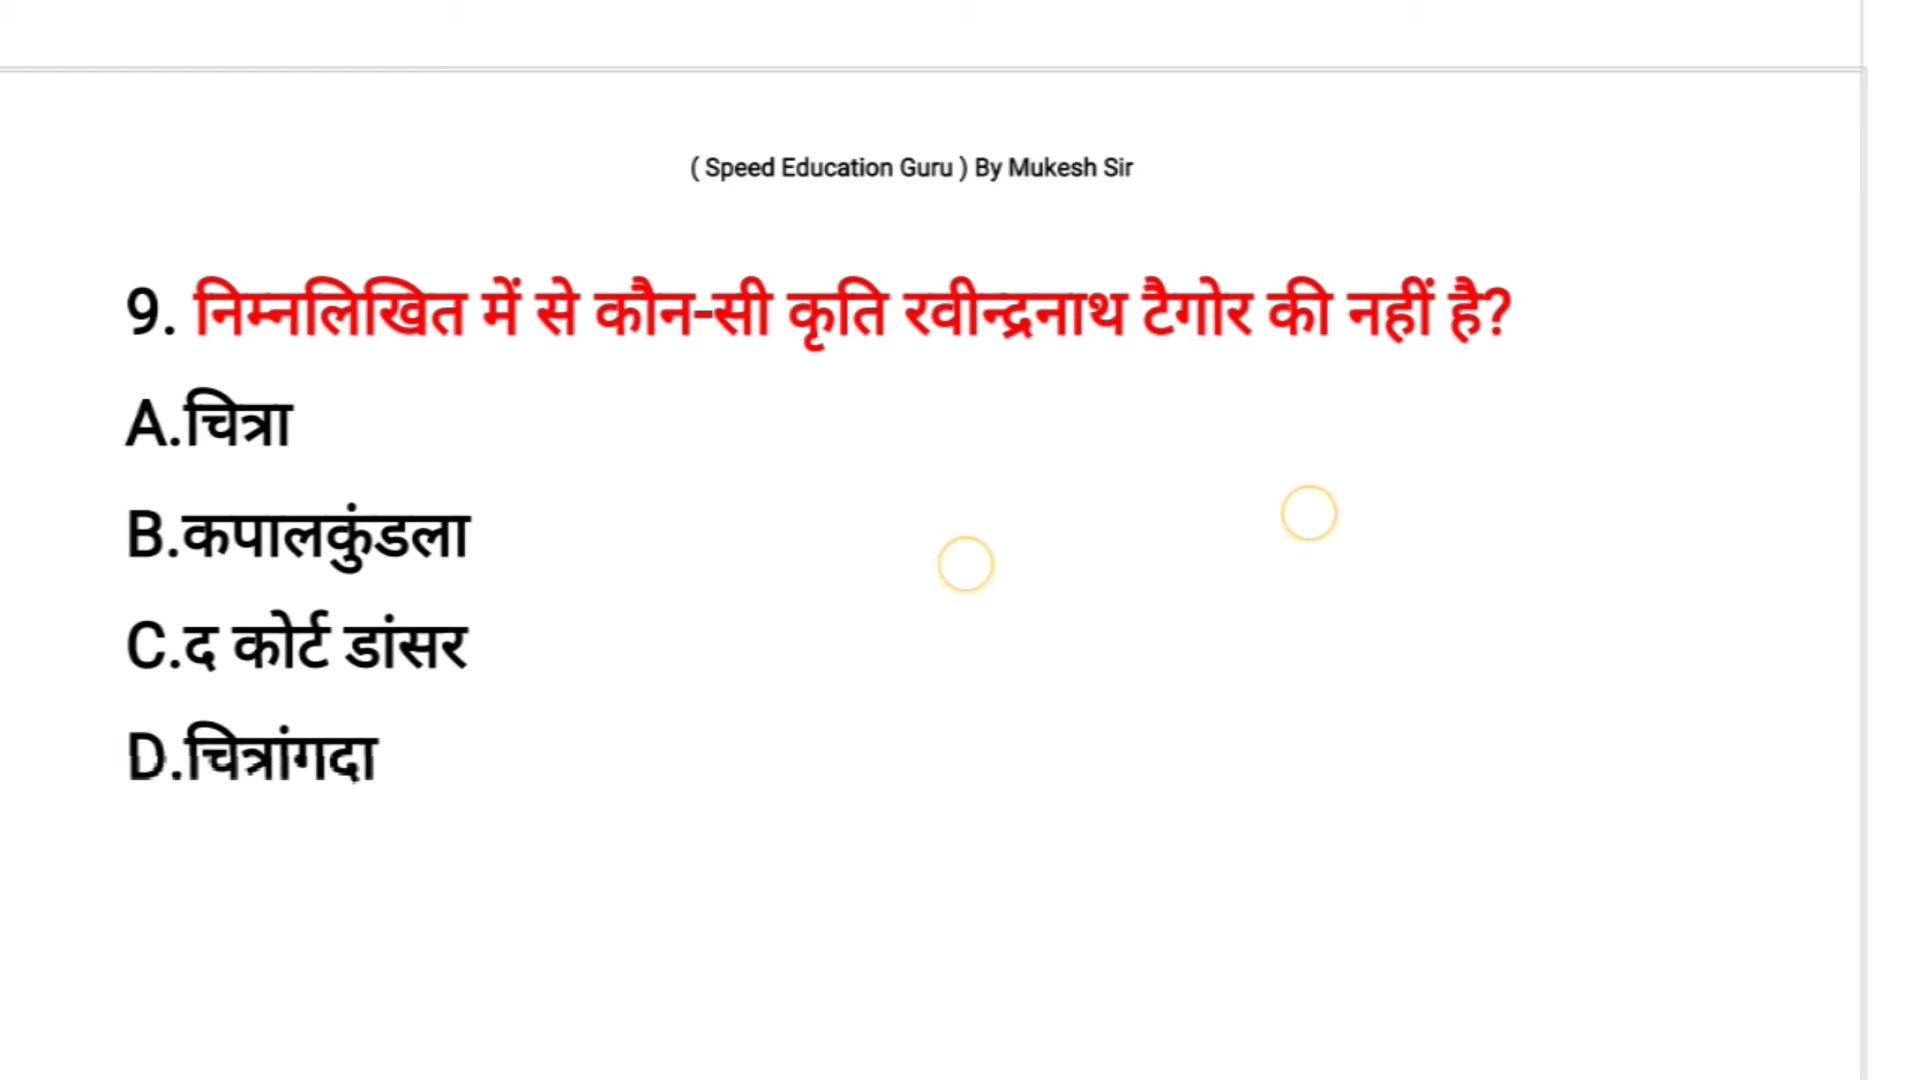 ( Speed Education Guru ) By Mukesh Sir
9. निम्नलिखित में से कौन-सी कृति रवीन्द्रनाथ टैगोर की नहीं है?
A.चित्रा
B.कपालकुंडला
C.द कोर्ट डांसर
D.चित्रांगदा